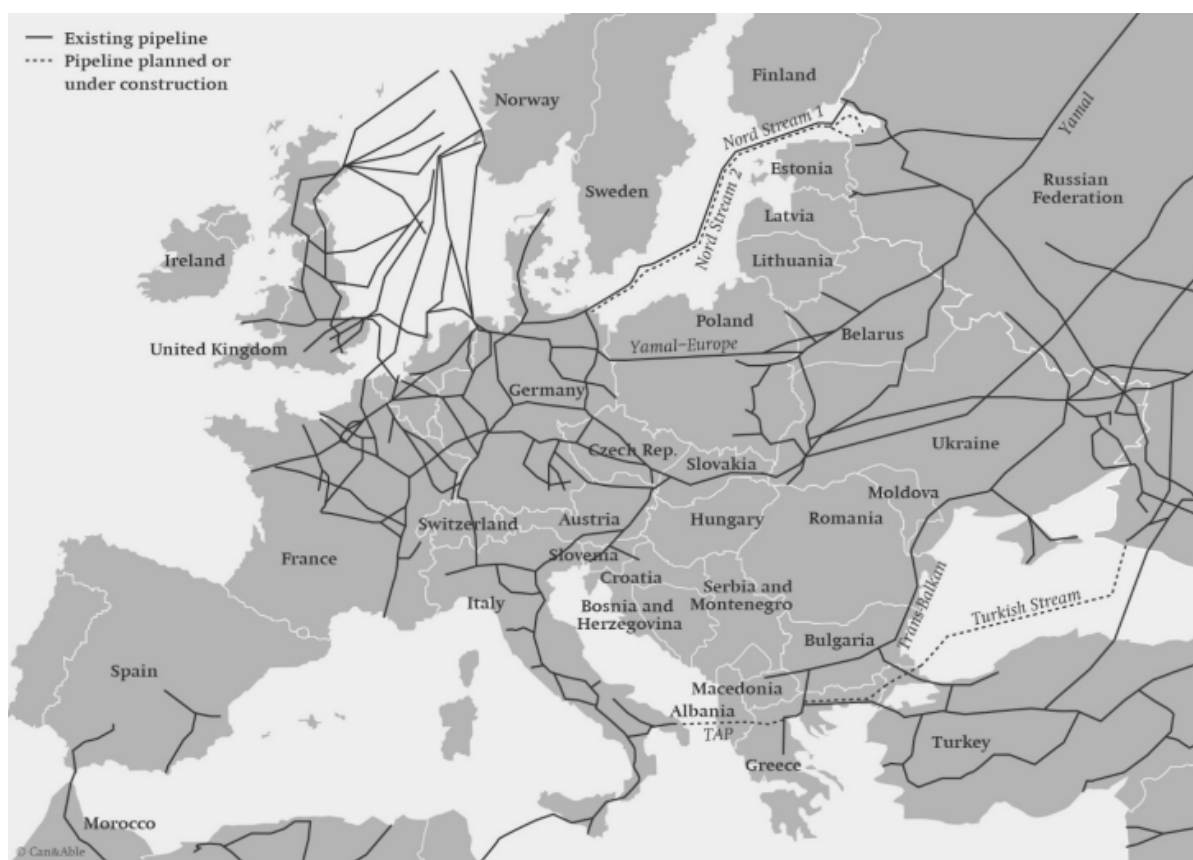 Existing pipeline
Pipeline planned or
under construction
Finland
Norway
Nord Stream 1
Yamal
Estonia
Sweden
Nord Stream 2
Russian
Federation
Latvia
Ireland
Lithuania
Poland
Belarus
United Kingdom
Yamal–Europe
Germany
Ukraine
Czech Rep.
Slovakia
Moldova
Switzerland
Austria
Hungary
Romania
France
Slovenia
Croatia
Serbia and
Montenegro
Italy
Bosnia and
Herzegovina
Trans-Balkan
Turkish Stream
Bulgaria
Spain
Macedonia
Albania
TAP
Turkey
Greece
Morocco
© Can&Able